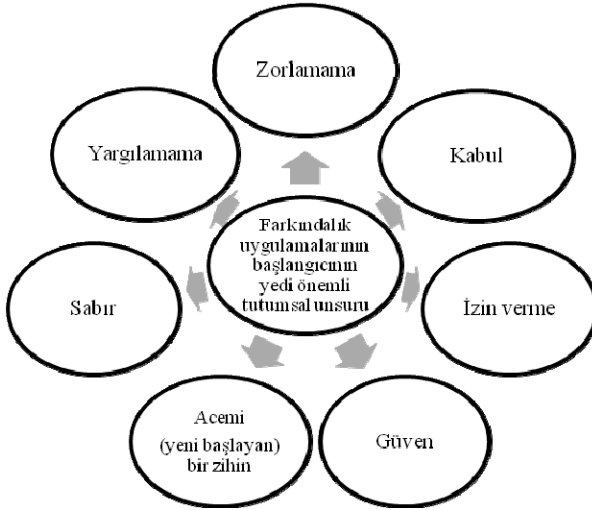 Zorlamama
Yargılamama
Kabul
Farkındalık
uygulamalarının
başlangıcının
yedi önemli
tutumsal unsuru
Sabır
İzin verme
Acemi
(yeni başlayan)
bir zihin
Güven